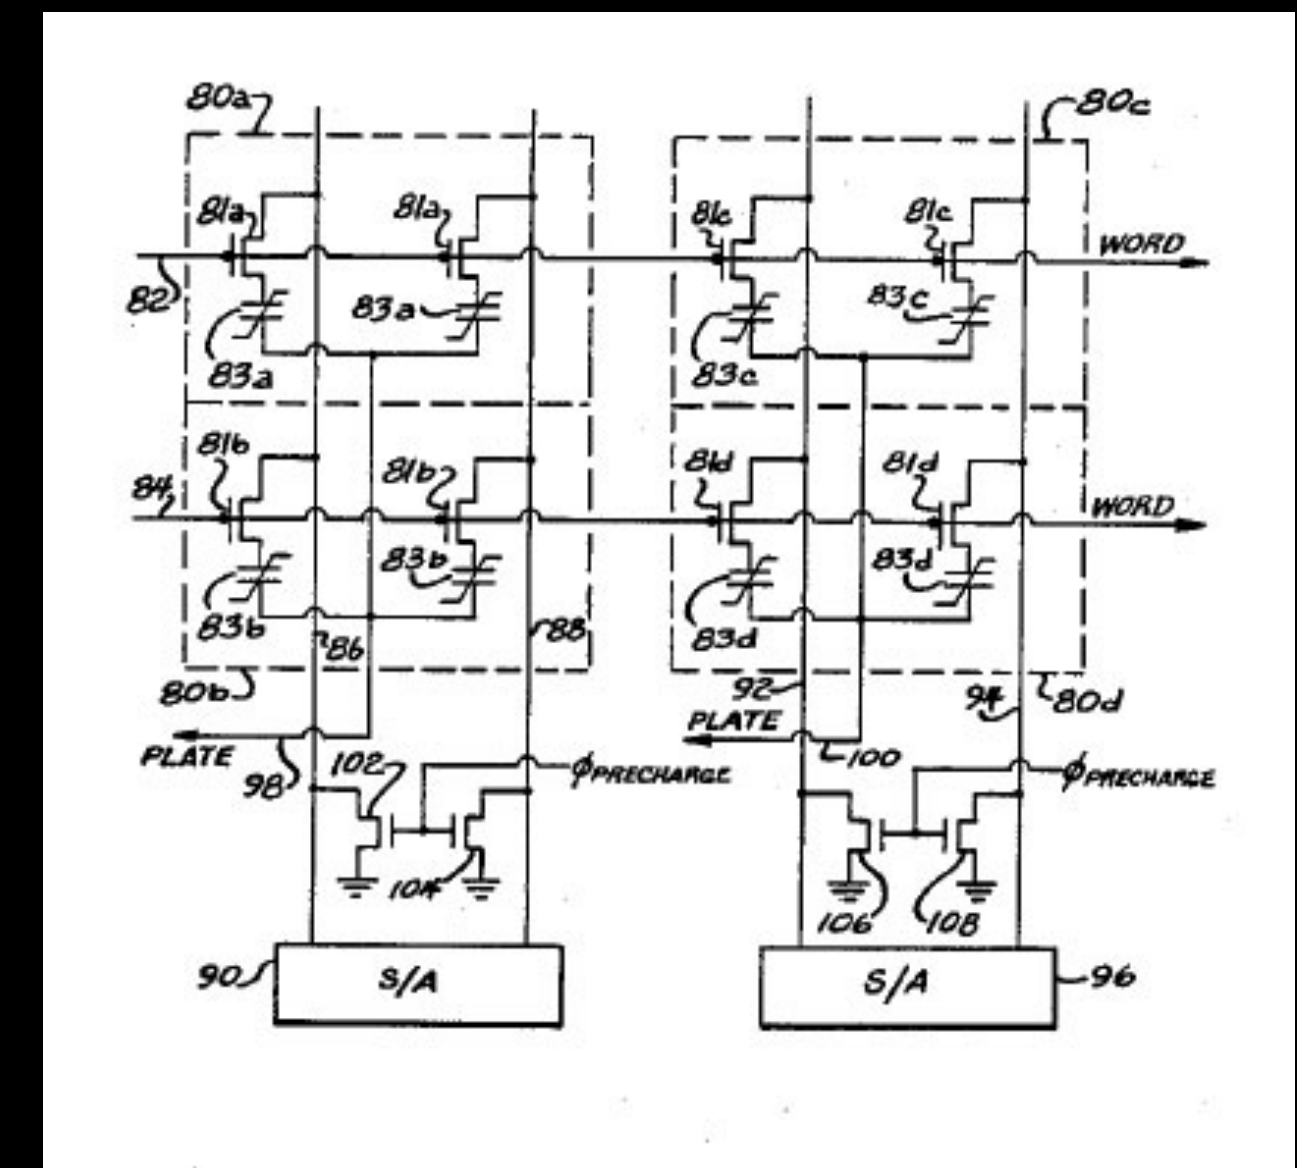 80a 80c
81a 81a 81c 81c WORD
82 83a 83c
83a 83c
81b 81b 81d 81d
84 WORD
83b 83d
83b 86 88 83d
80b 92 94 80d
PLATE 98 PLATE 100
102 ϕPRECHARGE ϕPRECHARGE
104 106 108
90 S/A S/A 96